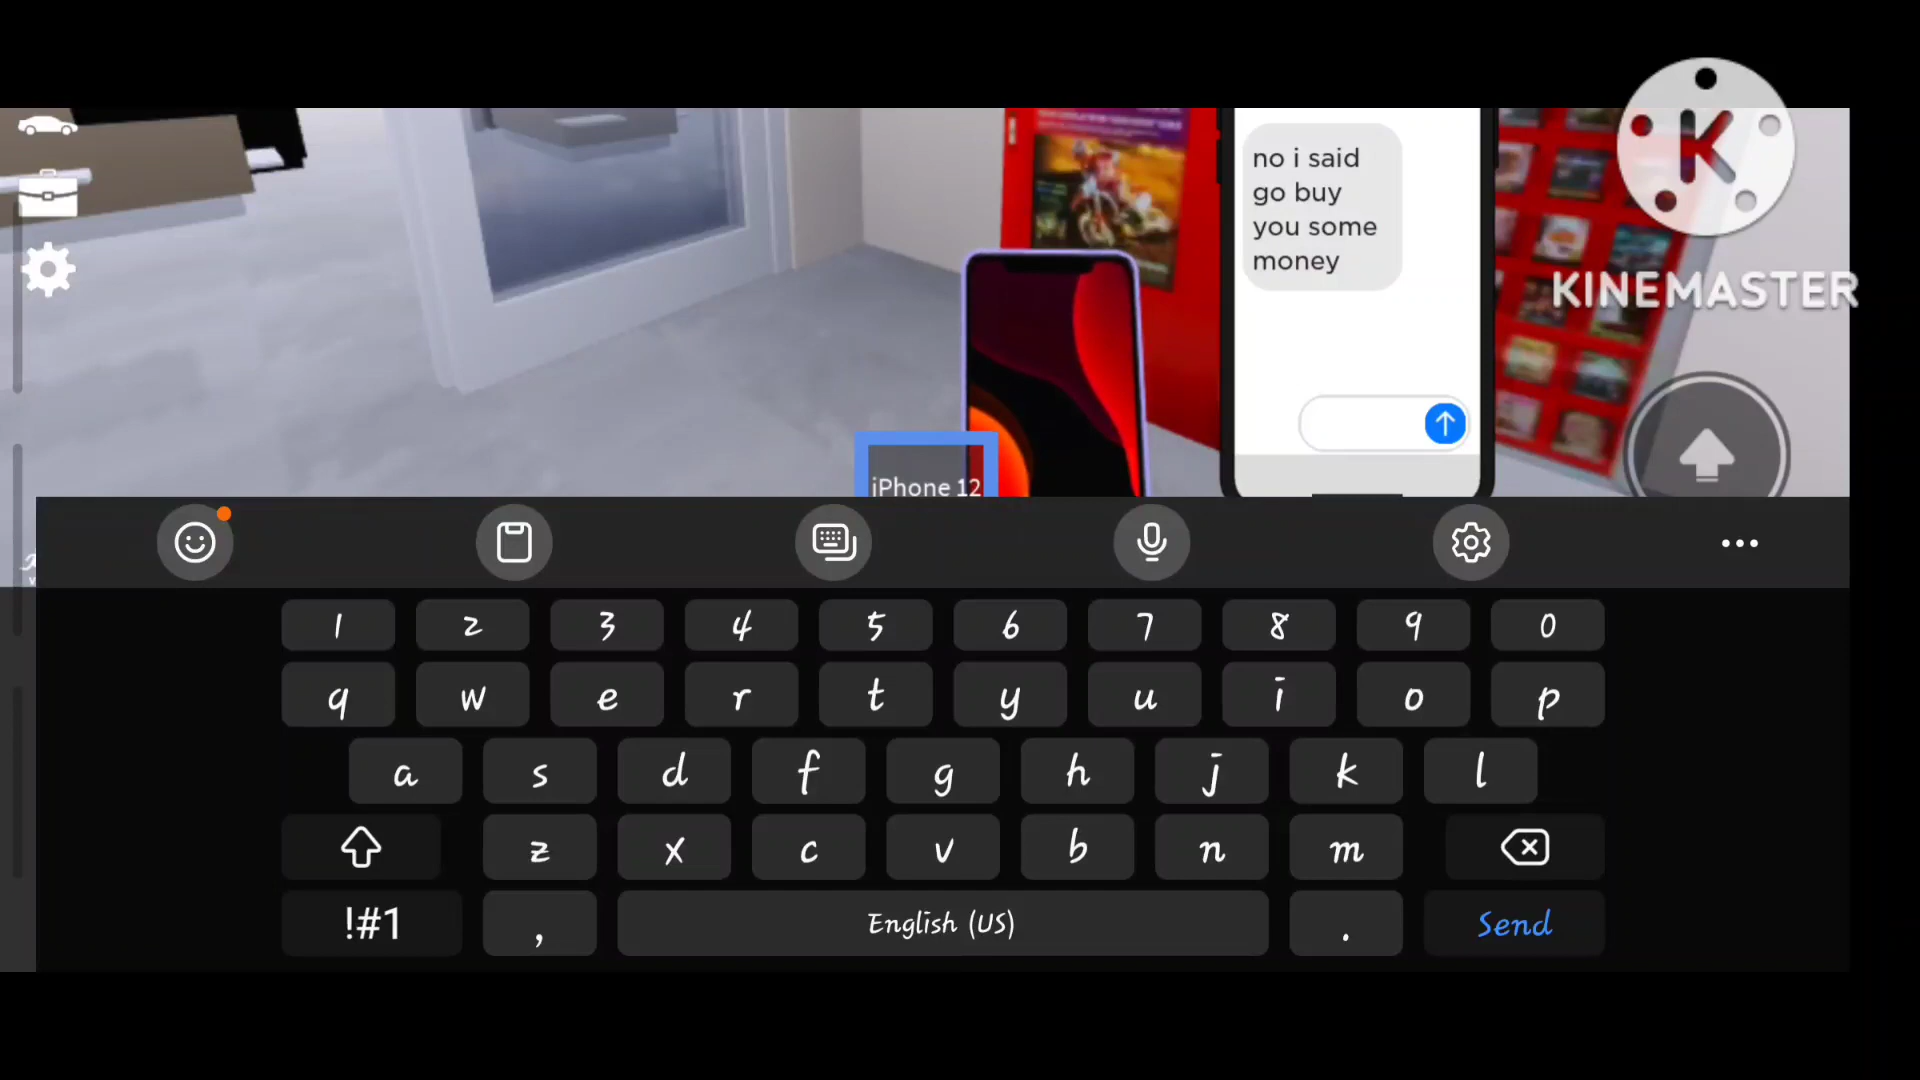 no i said
go buy
you some
money
KINEMASTER
iPhone 12
1 2 3 4 5 6 7 8 9 0
q w e r t y u i o p
a s d f g h j k l
z x c v b n m
!#1 , English (US) . Send